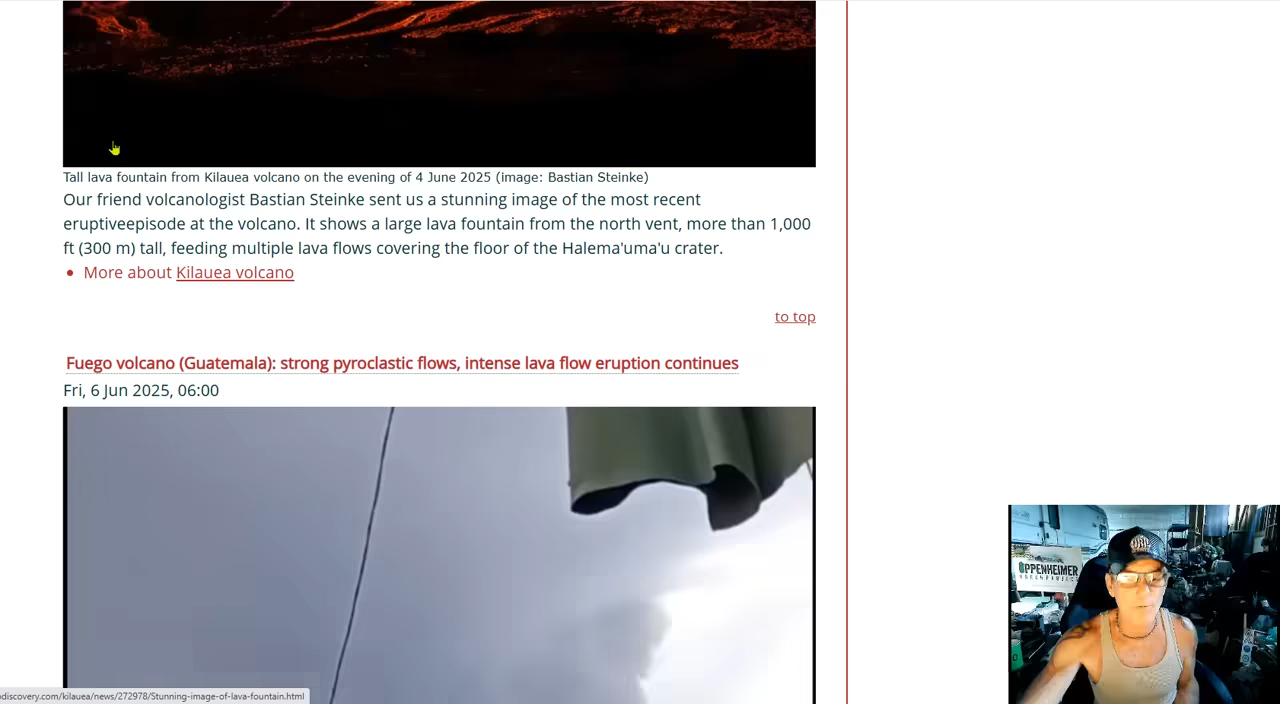 Tall lava fountain from Kilauea volcano on the evening of 4 June 2025 (image: Bastian Steinke)
Our friend volcanologist Bastian Steinke sent us a stunning image of the most recent
eruptiveepisode at the volcano. It shows a large lava fountain from the north vent, more than 1,000
ft (300 m) tall, feeding multiple lava flows covering the floor of the Halema'uma'u crater.
• More about Kilauea volcano
to top
Fuego volcano (Guatemala): strong pyroclastic flows, intense lava flow eruption continues
Fri, 6 Jun 2025, 06:00
OPPENHEIMER
RANCH PROJECT
odiscovery.com/kilauea/news/272978/Stunning-image-of-lava-fountain.html